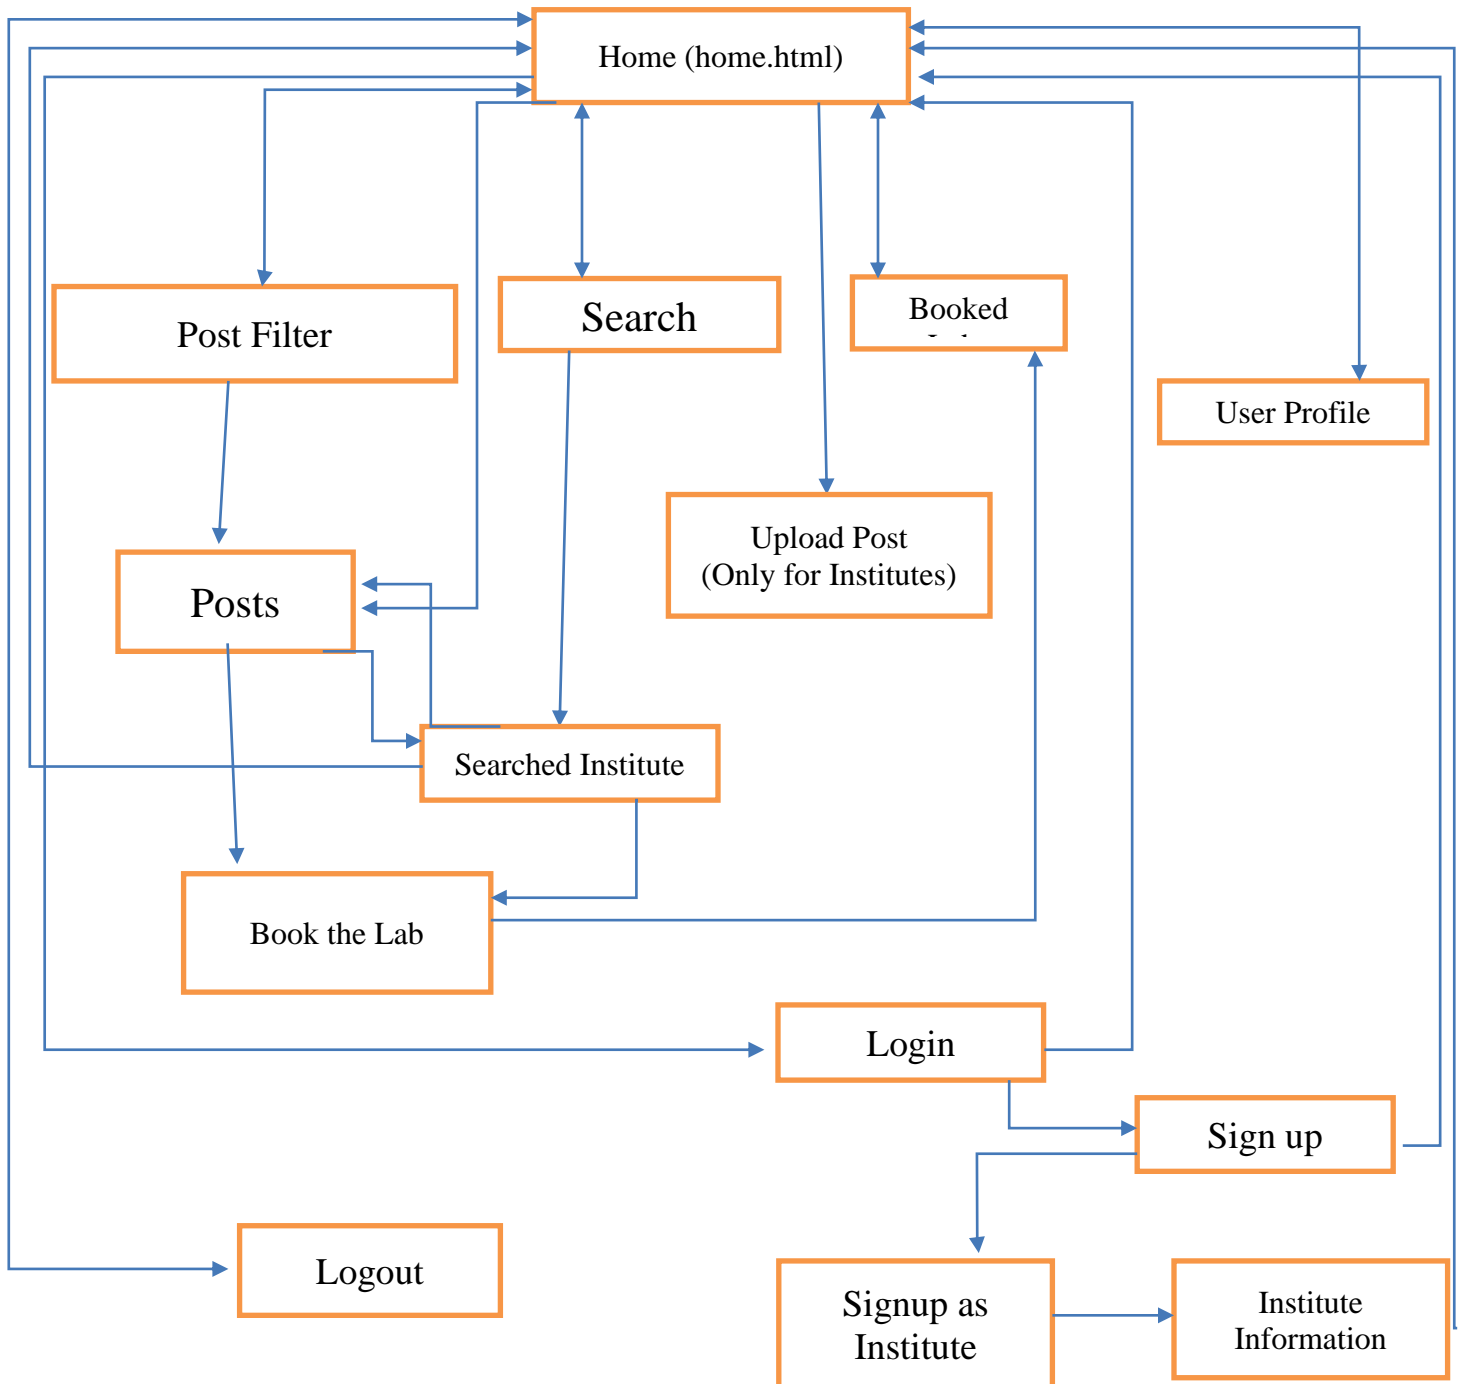 Home (home.html)
Post Filter
Search
Booked
User Profile
Upload Post
(Only for Institutes)
Posts
Searched Institute
Book the Lab
Login
Sign up
Logout
Signup as
Institute
Institute
Information